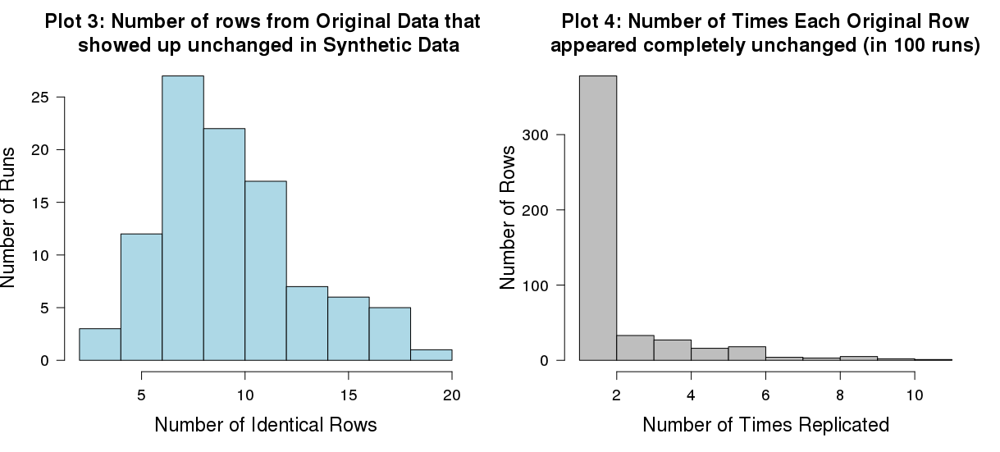 Plot 3: Number of rows from Original Data that
showed up unchanged in Synthetic Data
Number of Runs
25
20
15
10
5
0
5 10 15 20
Number of Identical Rows
Plot 4: Number of Times Each Original Row
appeared completely unchanged (in 100 runs)
Number of Rows
300
200
100
0
2 4 6 8 10
Number of Times Replicated